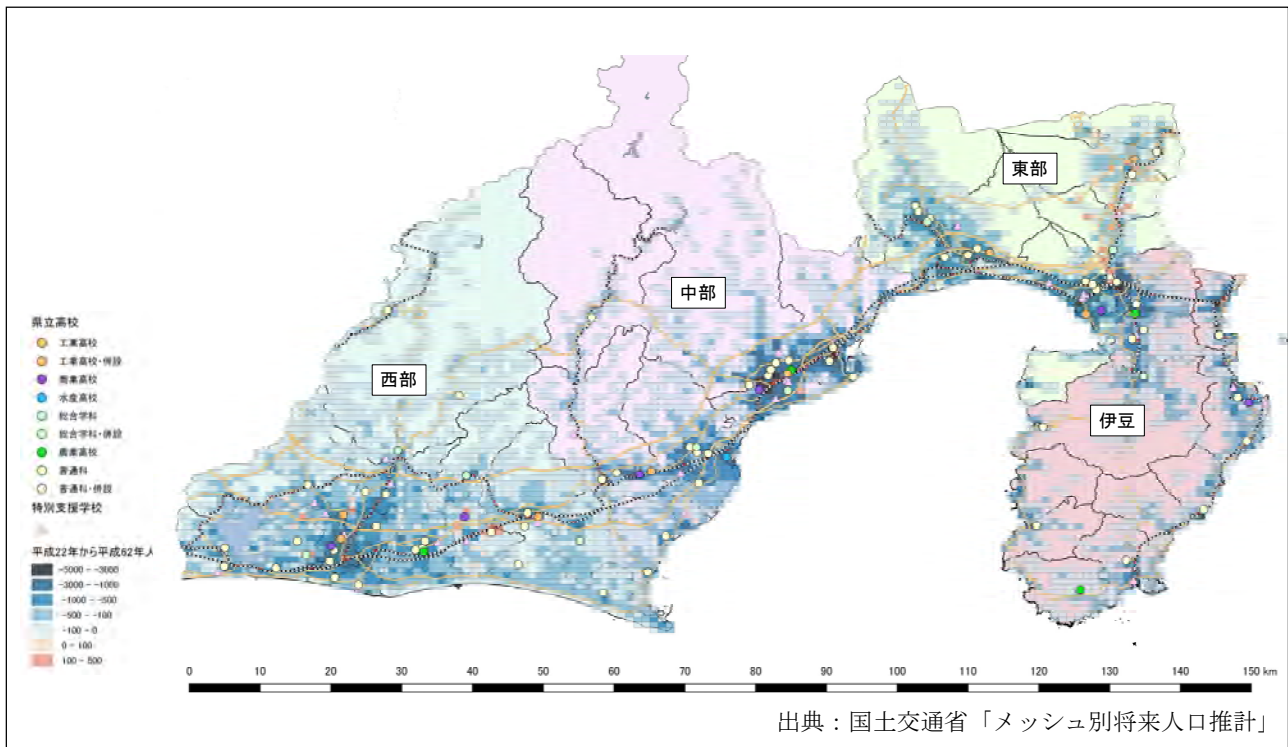 東部
中部
西部
伊豆
県立高校
工業高校
工業高校・併設
商業高校
水産高校
総合学科
総合学科・併設
農業高校
普通科
普通科・併設
特別支援学校
平成22年から平成62年人
-5000 - -3000
-3000 - -1000
-1000 - -500
-500 - -100
-100 - 0
0 - 100
100 - 500
0 10 20 30 40 50 60 70 80 90 100 110 120 130 140 150 km
出典：国土交通省「メッシュ別将来人口推計」